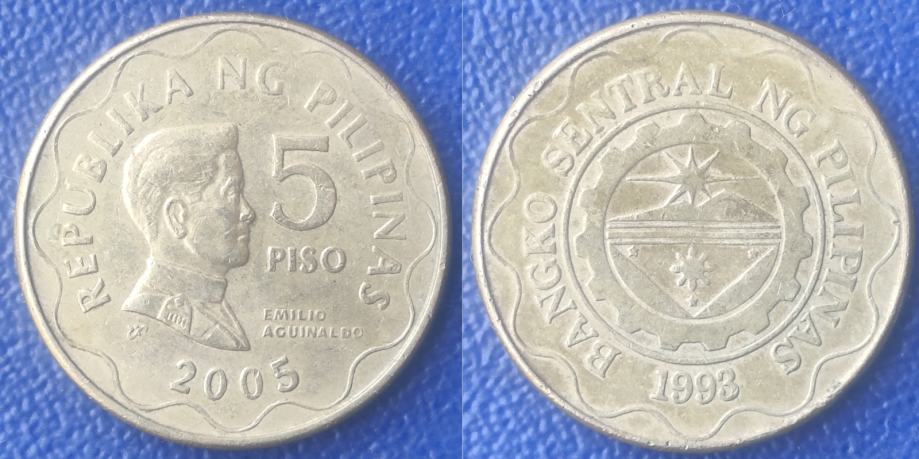 REPUBLIKA NG PILIPINAS
5
PISO
EMILIO
AGUINALDO
2005
BANGKO SENTRAL NG PILIPINAS
1993